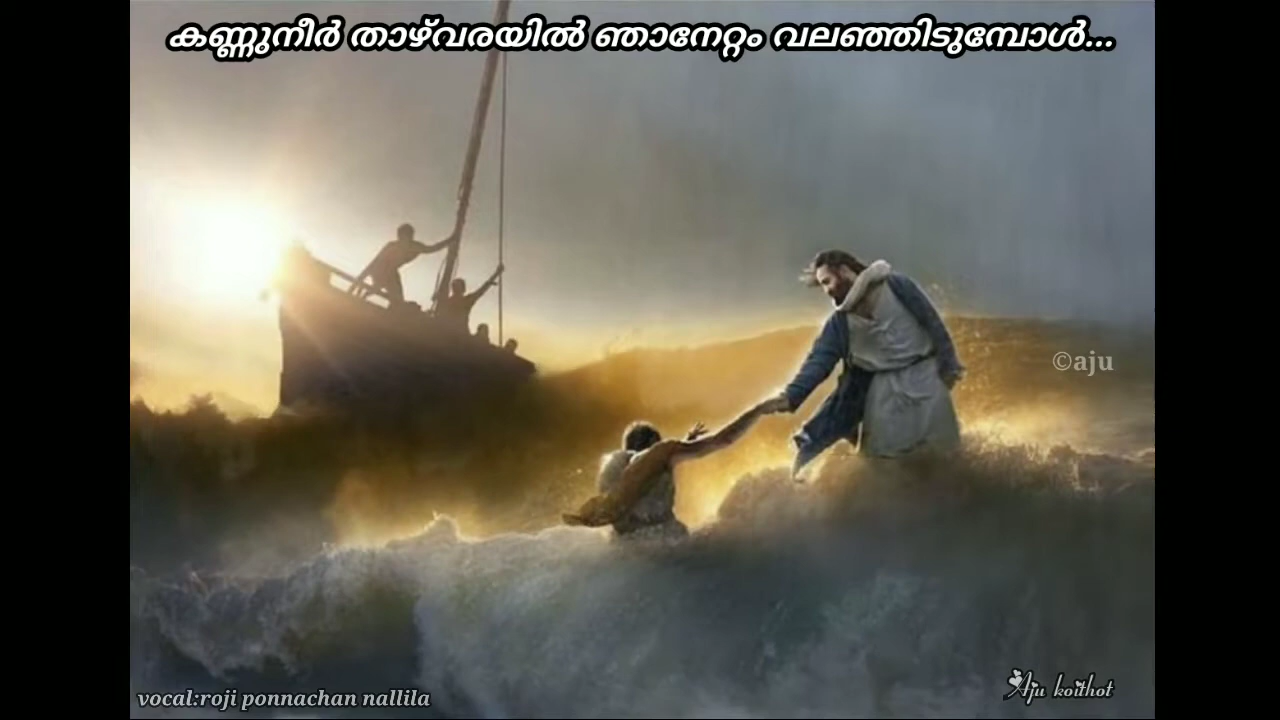 കണ്ണുനീർ താഴ്‌വരയിൽ ഞാനേറ്റം വലഞ്ഞിടുമ്പോൾ...
©aju
Aju koithot
vocal:roji ponnachan nallila